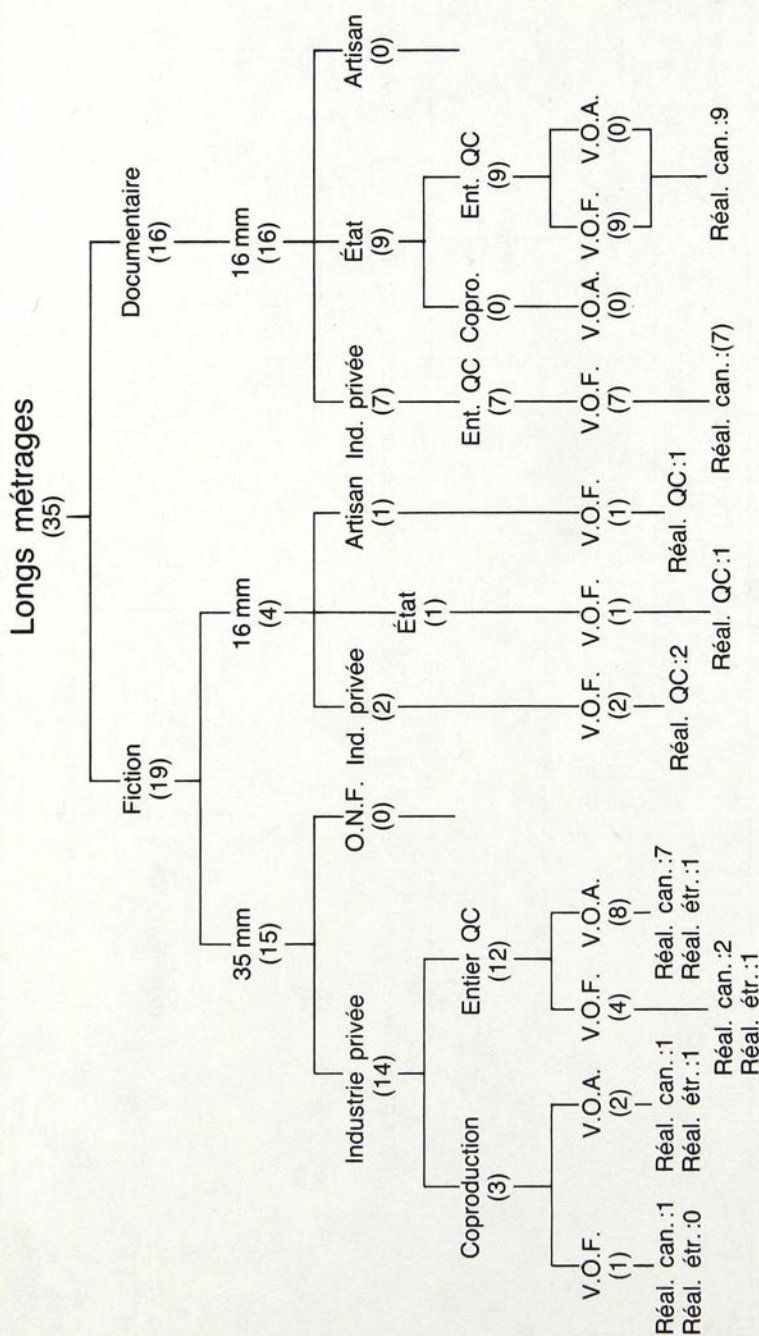 Longs métrages
(35)
Fiction
(19)
Documentaire
(16)
35 mm
(15)
16 mm
(4)
16 mm
(16)
Industrie privée
(14)
O.N.F.
(0)
Ind. privée
(2)
État
(1)
Artisan
(1)
Ind. privée
(7)
État
(9)
Artisan
(0)
Coproduction
(3)
Entier QC
(12)
Ent. QC
(7)
Copro.
(0)
Ent. QC
(9)
V.O.F.
(1)
V.O.A.
(2)
V.O.F.
(4)
V.O.A.
(8)
V.O.F.
(2)
V.O.F.
(1)
V.O.F.
(1)
V.O.F.
(7)
V.O.A.
(0)
V.O.F.
(9)
V.O.A.
(0)
Réal. can.:1
Réal. étr.:0
Réal. can.:1
Réal. étr.:1
Réal. can.:2
Réal. étr.:1
Réal. can.:7
Réal. étr.:1
Réal. QC:2
Réal. QC:1
Réal. QC:1
Réal. can.:(7)
Réal. can.:9